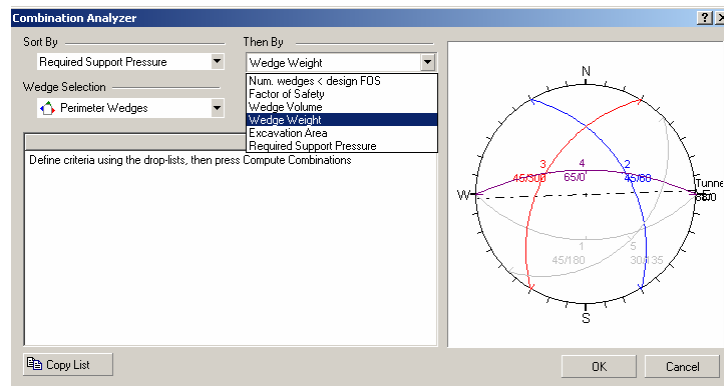 Combination Analyzer
Sort By
Required Support Pressure
Then By
Wedge Weight
Num. wedges < design FOS
Factor of Safety
Wedge Volume
Wedge Weight
Excavation Area
Required Support Pressure
Wedge Selection
Perimeter Wedges
Define criteria using the drop-lists, then press Compute Combinations
Copy List
N
3
4
2
45/300
65/0
45/60
Tunne
W
E
1
5
45/180
30/135
S
OK
Cancel